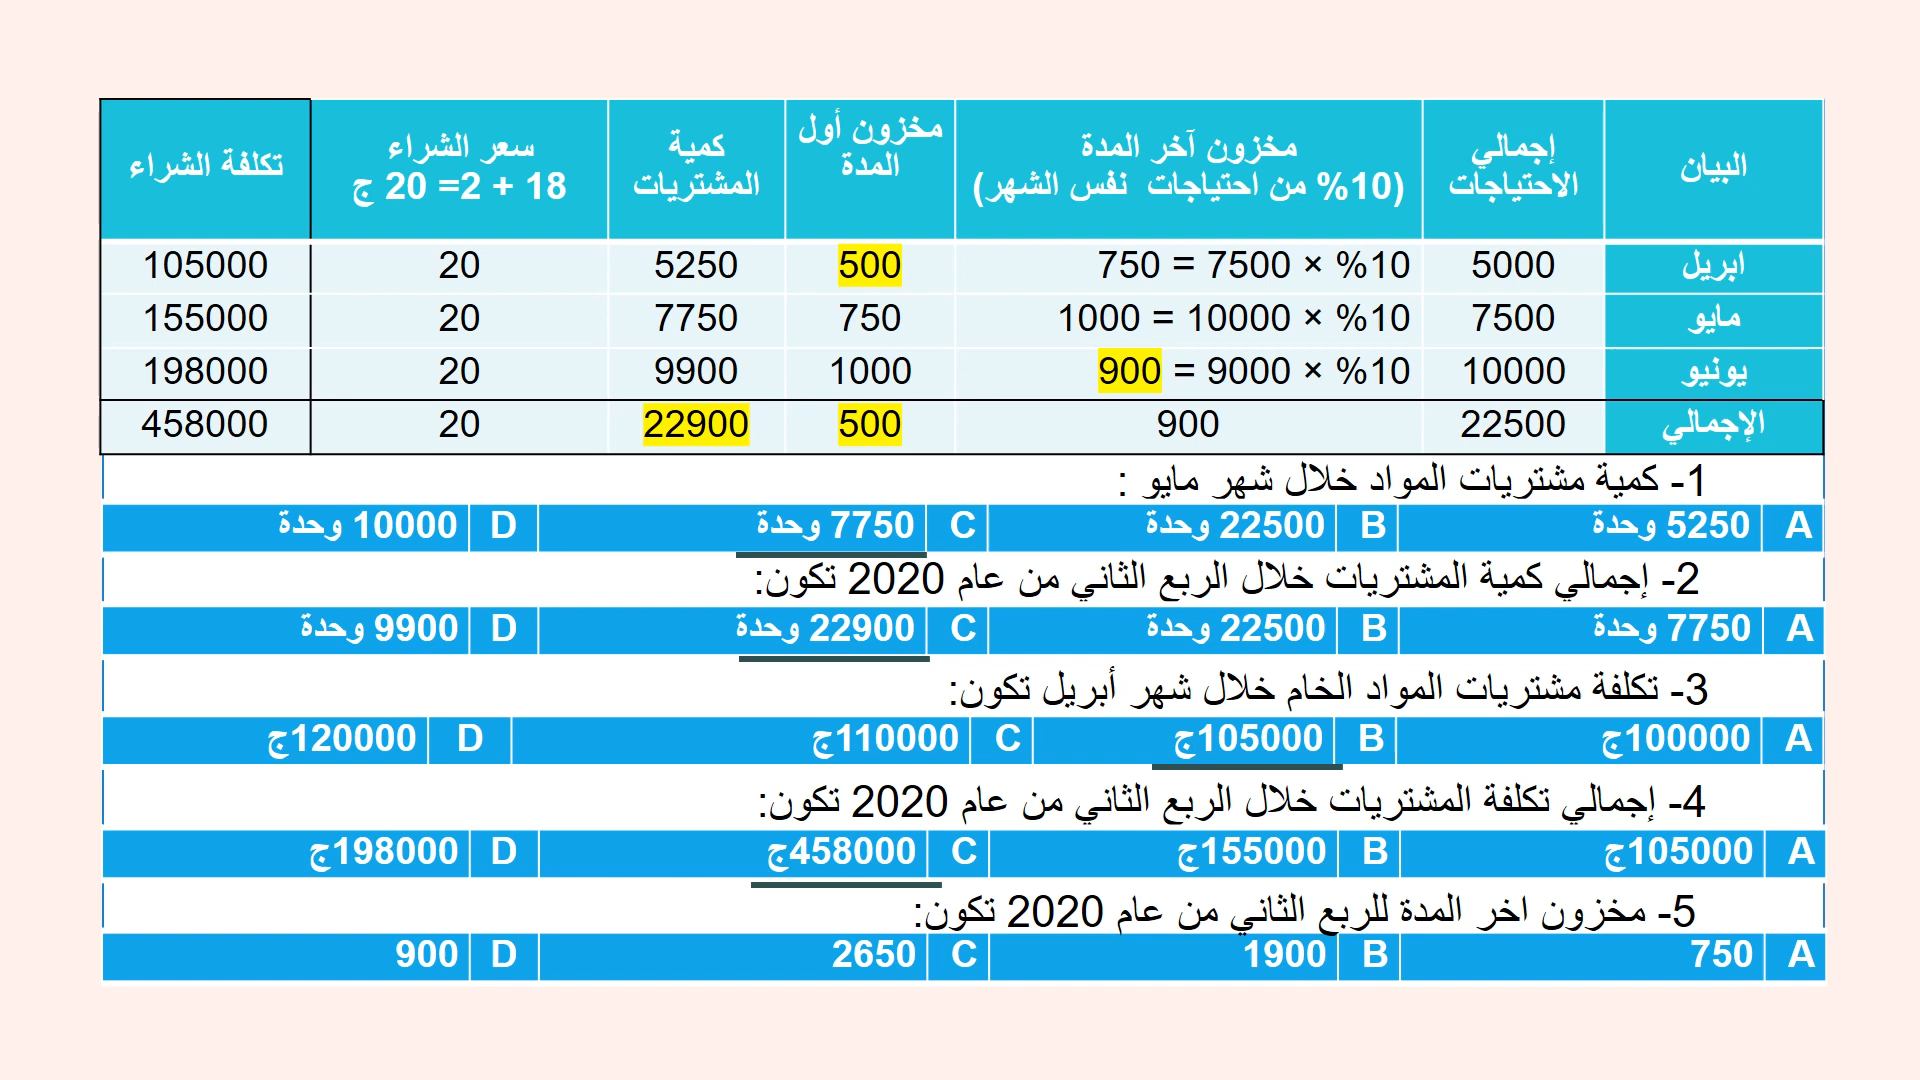 البيان إجمالي الاحتياجات مخزون آخر المدة (10% من احتياجات نفس الشهر) مخزون أول المدة كمية المشتريات سعر الشراء 18 + 2= 20 ج تكلفة الشراء
ابريل 5000 10% × 7500 = 750 500 5250 20 105000
مايو 7500 10% × 10000 = 1000 750 7750 20 155000
يونيو 10000 10% × 9000 = 900 1000 9900 20 198000
الإجمالي 22500 900 500 22900 20 458000
1- كمية مشتريات المواد خلال شهر مايو :
A 5250 وحدة B 22500 وحدة C 7750 وحدة D 10000 وحدة
2- إجمالي كمية المشتريات خلال الربع الثاني من عام 2020 تكون:
A 7750 وحدة B 22500 وحدة C 22900 وحدة D 9900 وحدة
3- تكلفة مشتريات المواد الخام خلال شهر أبريل تكون:
A 100000ج B 105000ج C 110000ج D 120000ج
4- إجمالي تكلفة المشتريات خلال الربع الثاني من عام 2020 تكون:
A 105000ج B 155000ج C 458000ج D 198000ج
5- مخزون اخر المدة للربع الثاني من عام 2020 تكون:
A 750 B 1900 C 2650 D 900